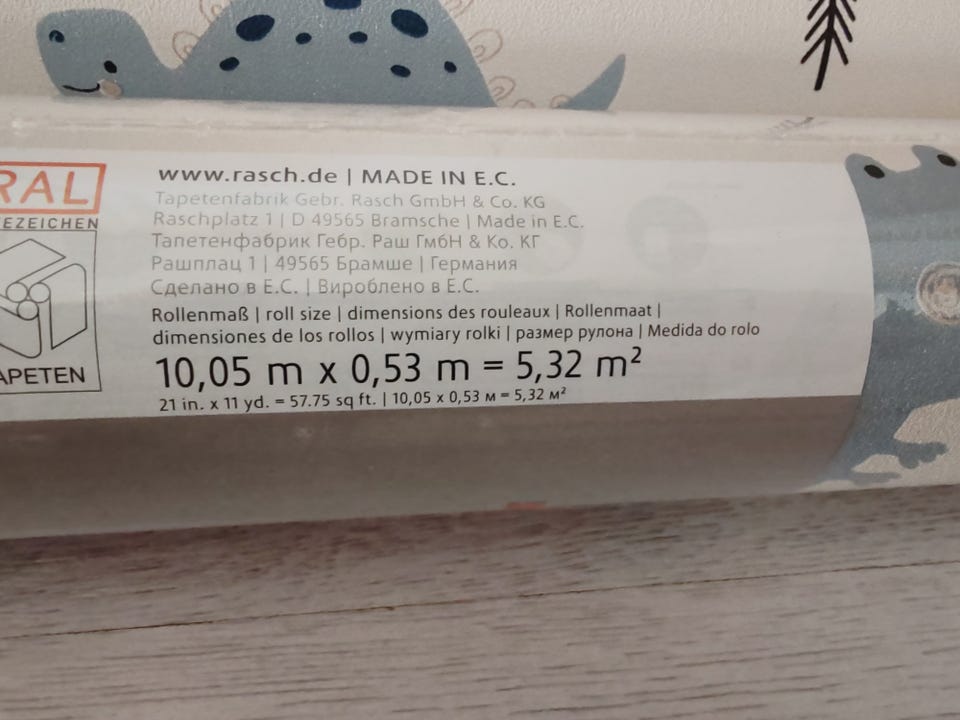 RAL
EZEICHEN
APETEN
www.rasch.de | MADE IN E.C.
Tapetenfabrik Gebr. Rasch GmbH & Co. KG
Raschplatz 1 | D 49565 Bramsche | Made in E.C.
Тапетенфабрик Гебр. Раш ГмбН & Ко. КГ
Рашплац 1 | 49565 Брамше | Германия
Сделано в Е.С. | Вироблено в Е.С.
Rollenmaß | roll size | dimensions des rouleaux | Rollenmaat |
dimensiones de los rollos | wymiary rolki | размер рулона | Medida do rolo
10,05 m x 0,53 m = 5,32 m²
21 in. x 11 yd. = 57.75 sq ft. | 10,05 x 0,53 м = 5,32 м²